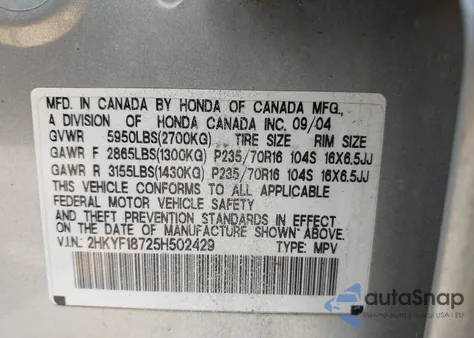 MFD. IN CANADA BY HONDA OF CANADA MFG.,
A DIVISION OF HONDA CANADA INC. 09/04
GVWR 5950LBS(2700KG) TIRE SIZE RIM SIZE
GAWR F 2865LBS(1300KG) P235/70R16 104S 16X6.5JJ
GAWR R 3155LBS(1430KG) P235/70R16 104S 16X6.5JJ
THIS VEHICLE CONFORMS TO ALL APPLICABLE
FEDERAL MOTOR VEHICLE SAFETY
AND THEFT PREVENTION STANDARDS IN EFFECT
ON THE DATE OF MANUFACTURE SHOWN ABOVE.
V.I.N.: 2HKYF18725H502429 TYPE: MPV
autoSnap
from USA - EU